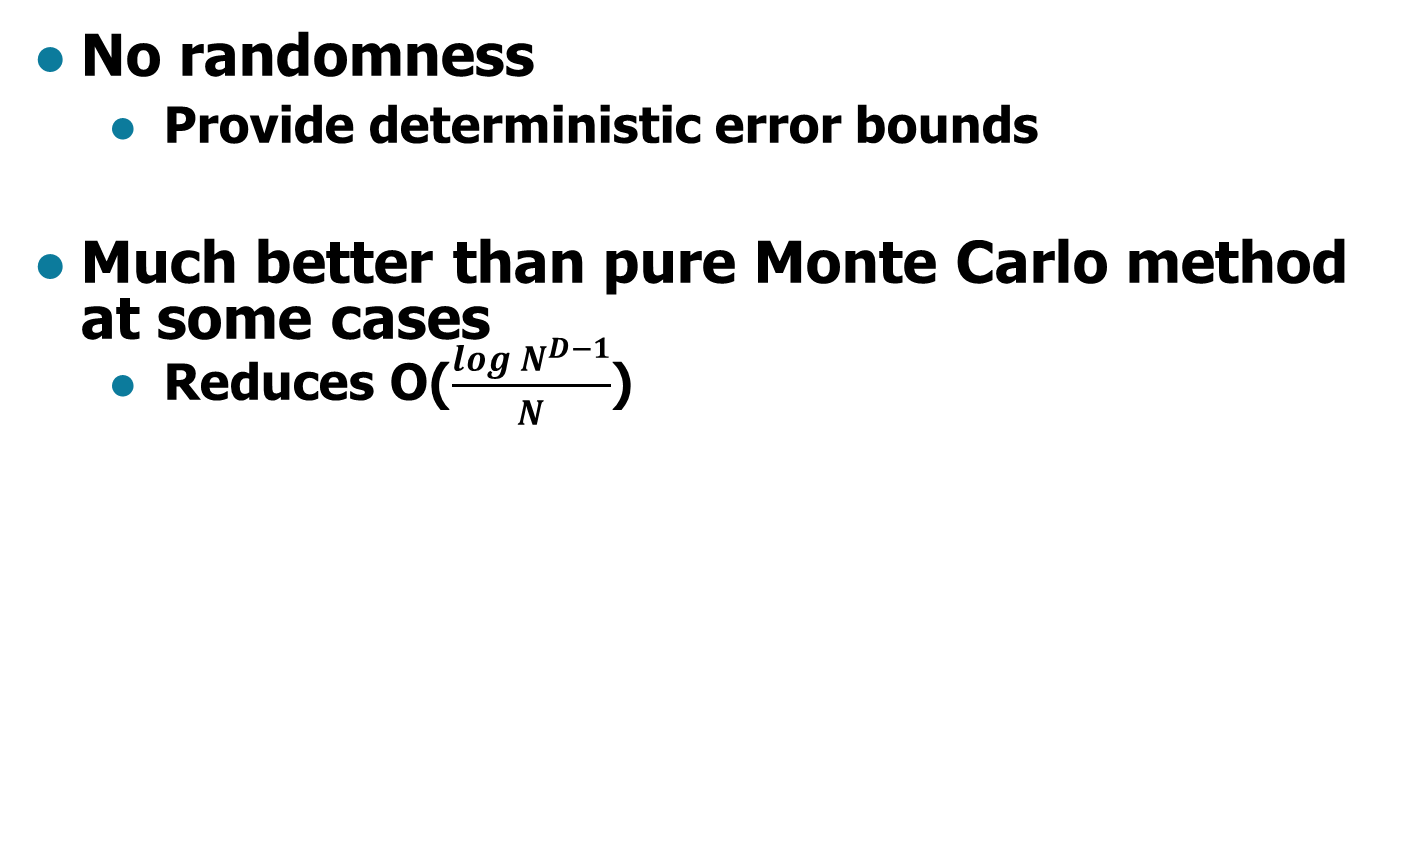 • No randomness
• Provide deterministic error bounds
• Much better than pure Monte Carlo method
at some cases
• Reduces O(\frac{log N^{D-1}}{N})